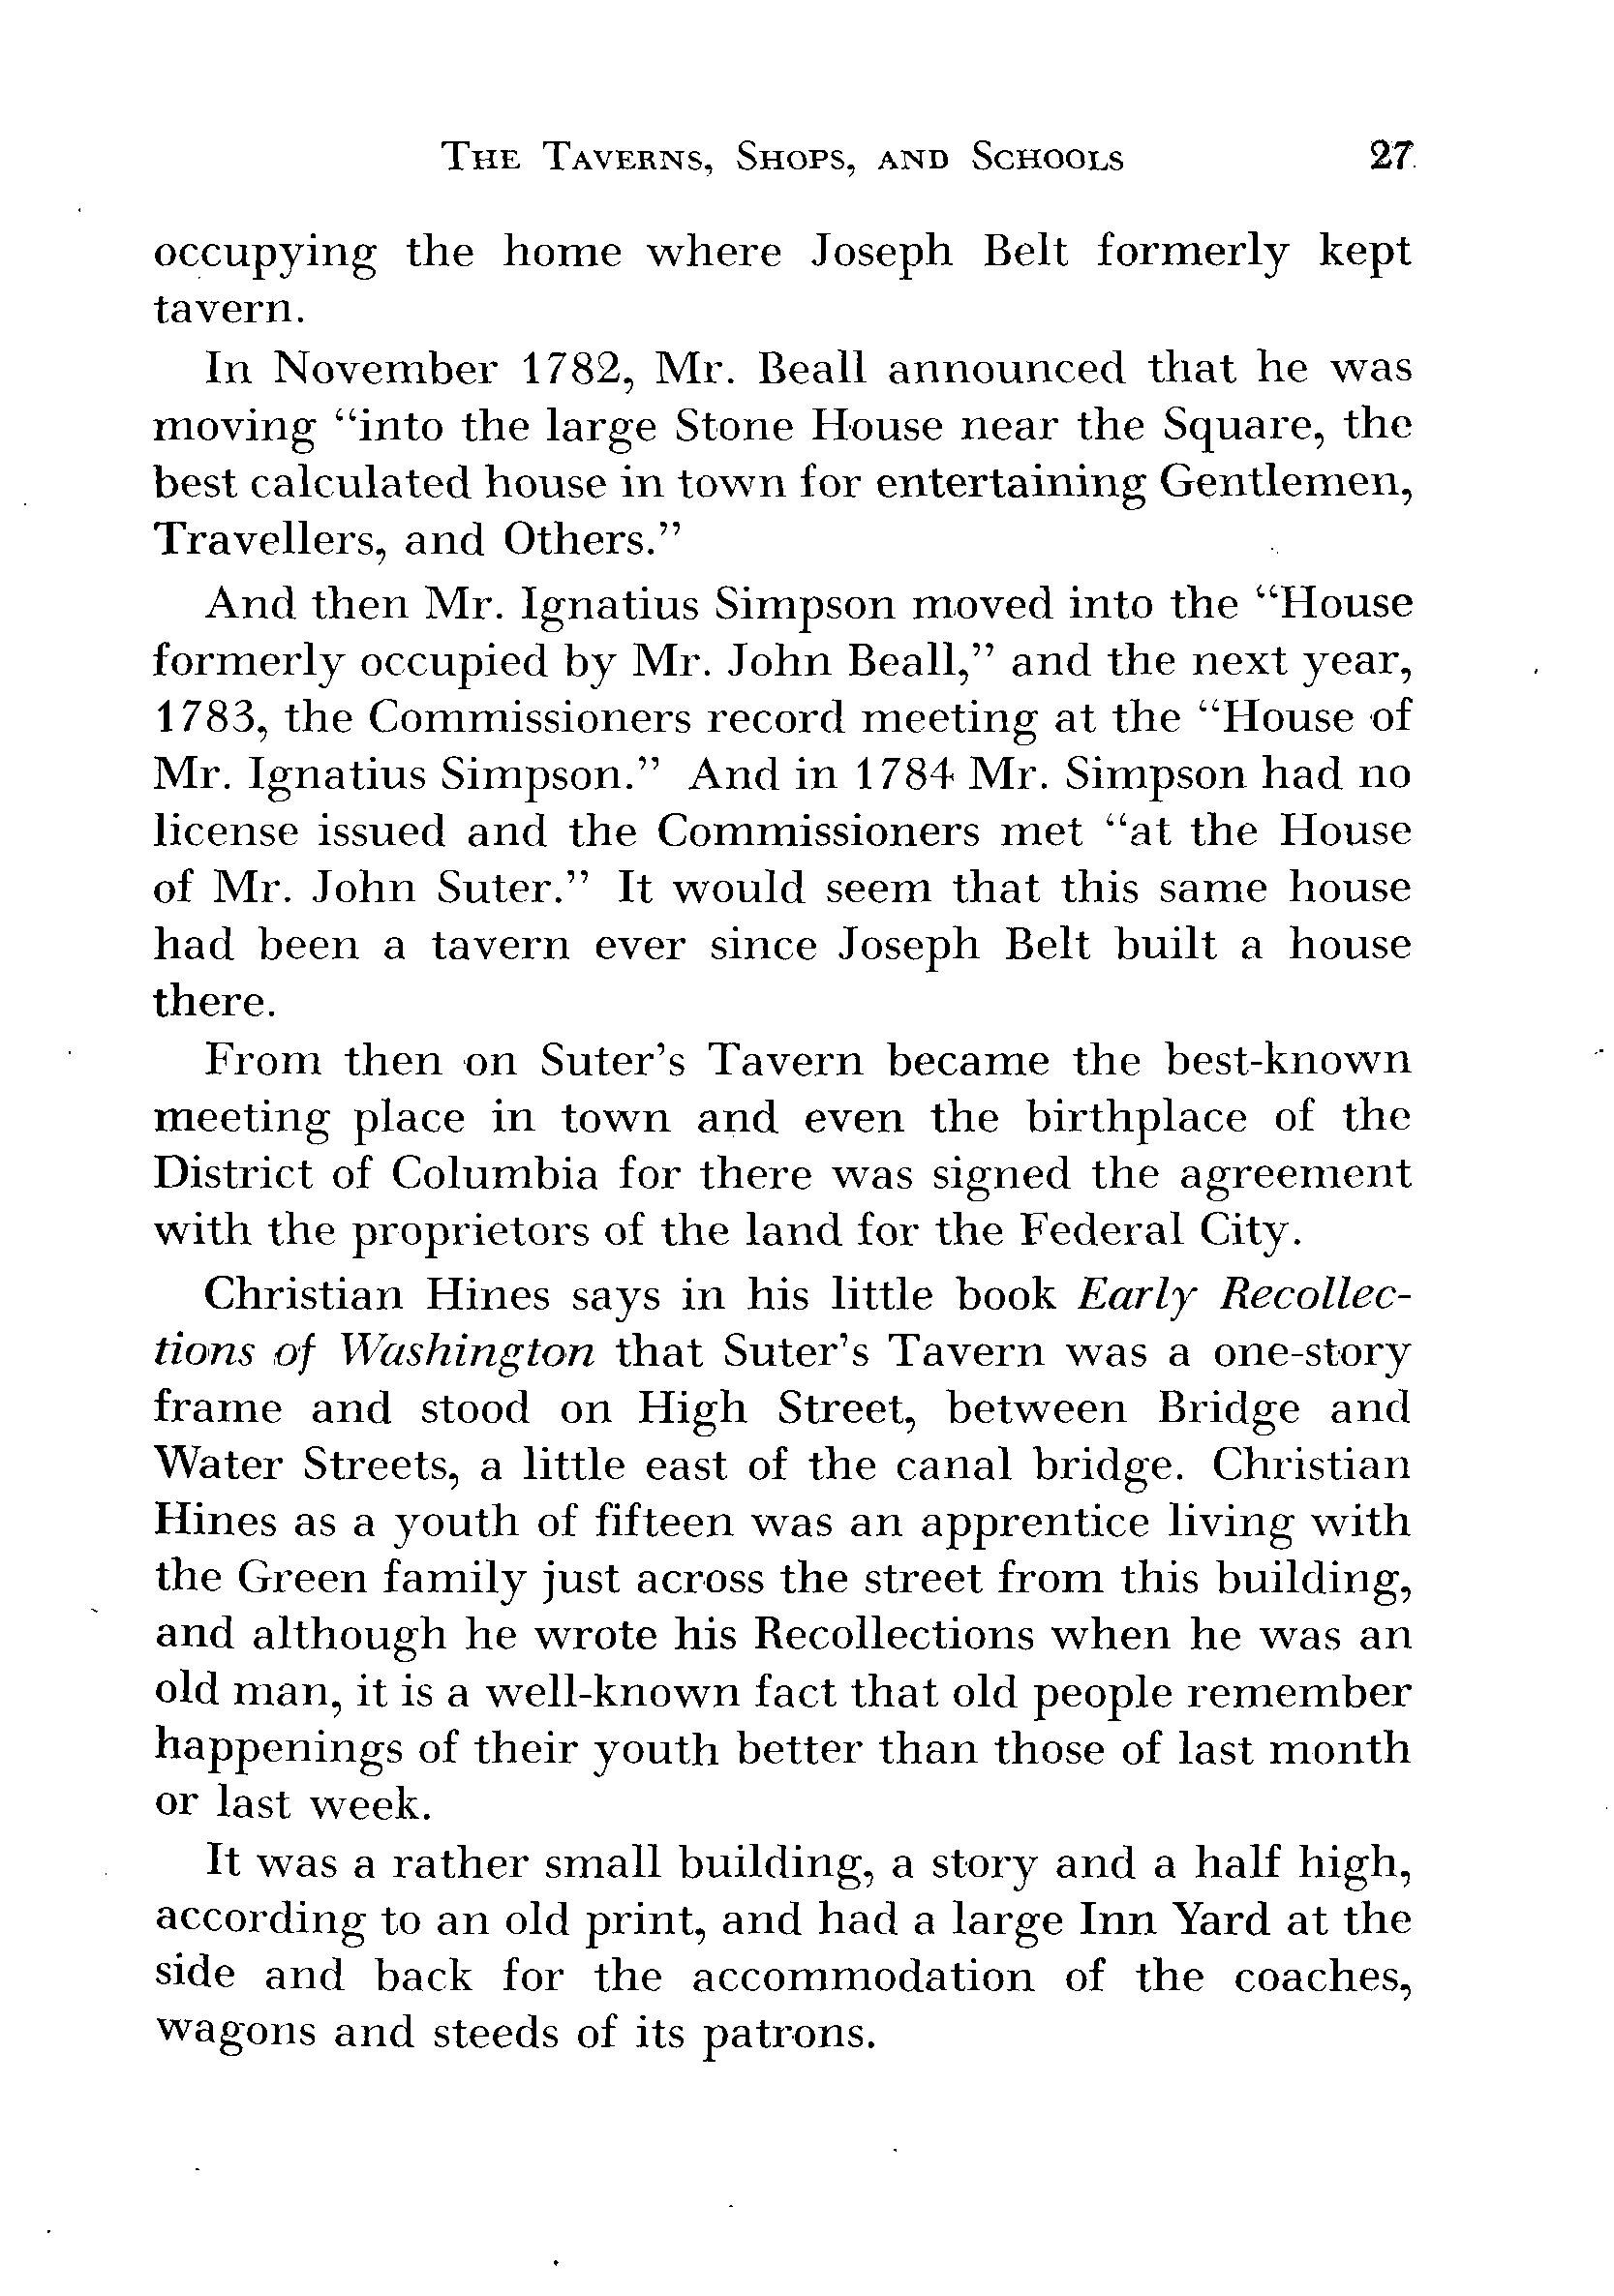 The Taverns, Shops, and Schools 27
occupying the home where Joseph Belt formerly kept
tavern.
In November 1782, Mr. Beall announced that he was
moving “into the large Stone House near the Square, the
best calculated house in town for entertaining Gentlemen,
Travellers, and Others.”
And then Mr. Ignatius Simpson moved into the “House
formerly occupied by Mr. John Beall,” and the next year,
1783, the Commissioners record meeting at the “House of
Mr. Ignatius Simpson.” And in 1784 Mr. Simpson had no
license issued and the Commissioners met “at the House
of Mr. John Suter.” It would seem that this same house
had been a tavern ever since Joseph Belt built a house
there.
From then on Suter’s Tavern became the best-known
meeting place in town and even the birthplace of the
District of Columbia for there was signed the agreement
with the proprietors of the land for the Federal City.
Christian Hines says in his little book Early Recollec-
tions of Washington that Suter’s Tavern was a one-story
frame and stood on High Street, between Bridge and
Water Streets, a little east of the canal bridge. Christian
Hines as a youth of fifteen was an apprentice living with
the Green family just across the street from this building,
and although he wrote his Recollections when he was an
old man, it is a well-known fact that old people remember
happenings of their youth better than those of last month
or last week.
It was a rather small building, a story and a half high,
according to an old print, and had a large Inn Yard at the
side and back for the accommodation of the coaches,
wagons and steeds of its patrons.